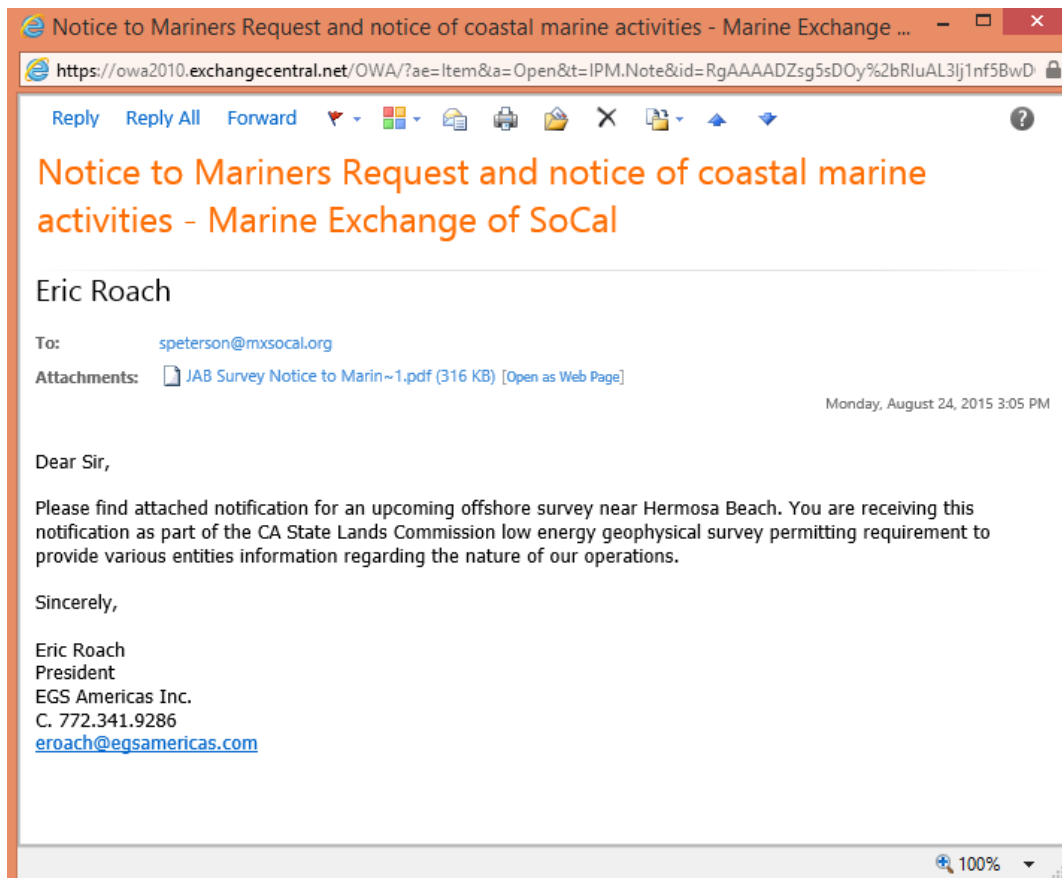 Notice to Mariners Request and notice of coastal marine activities - Marine Exchange ...
https://owa2010.exchangecentral.net/OWA/?ae=Item&a=Open&t=IPM.Note&id=RgAAAADZsg5sDOy%2bRIuAL3Ij1nf5BwD
Reply Reply All Forward
Notice to Mariners Request and notice of coastal marine
activities - Marine Exchange of SoCal
Eric Roach
To: speterson@mxsocal.org
Attachments: JAB Survey Notice to Marin~1.pdf (316 KB) [Open as Web Page]
Monday, August 24, 2015 3:05 PM
Dear Sir,
Please find attached notification for an upcoming offshore survey near Hermosa Beach. You are receiving this
notification as part of the CA State Lands Commission low energy geophysical survey permitting requirement to
provide various entities information regarding the nature of our operations.
Sincerely,
Eric Roach
President
EGS Americas Inc.
C. 772.341.9286
eroach@egsamericas.com
100%